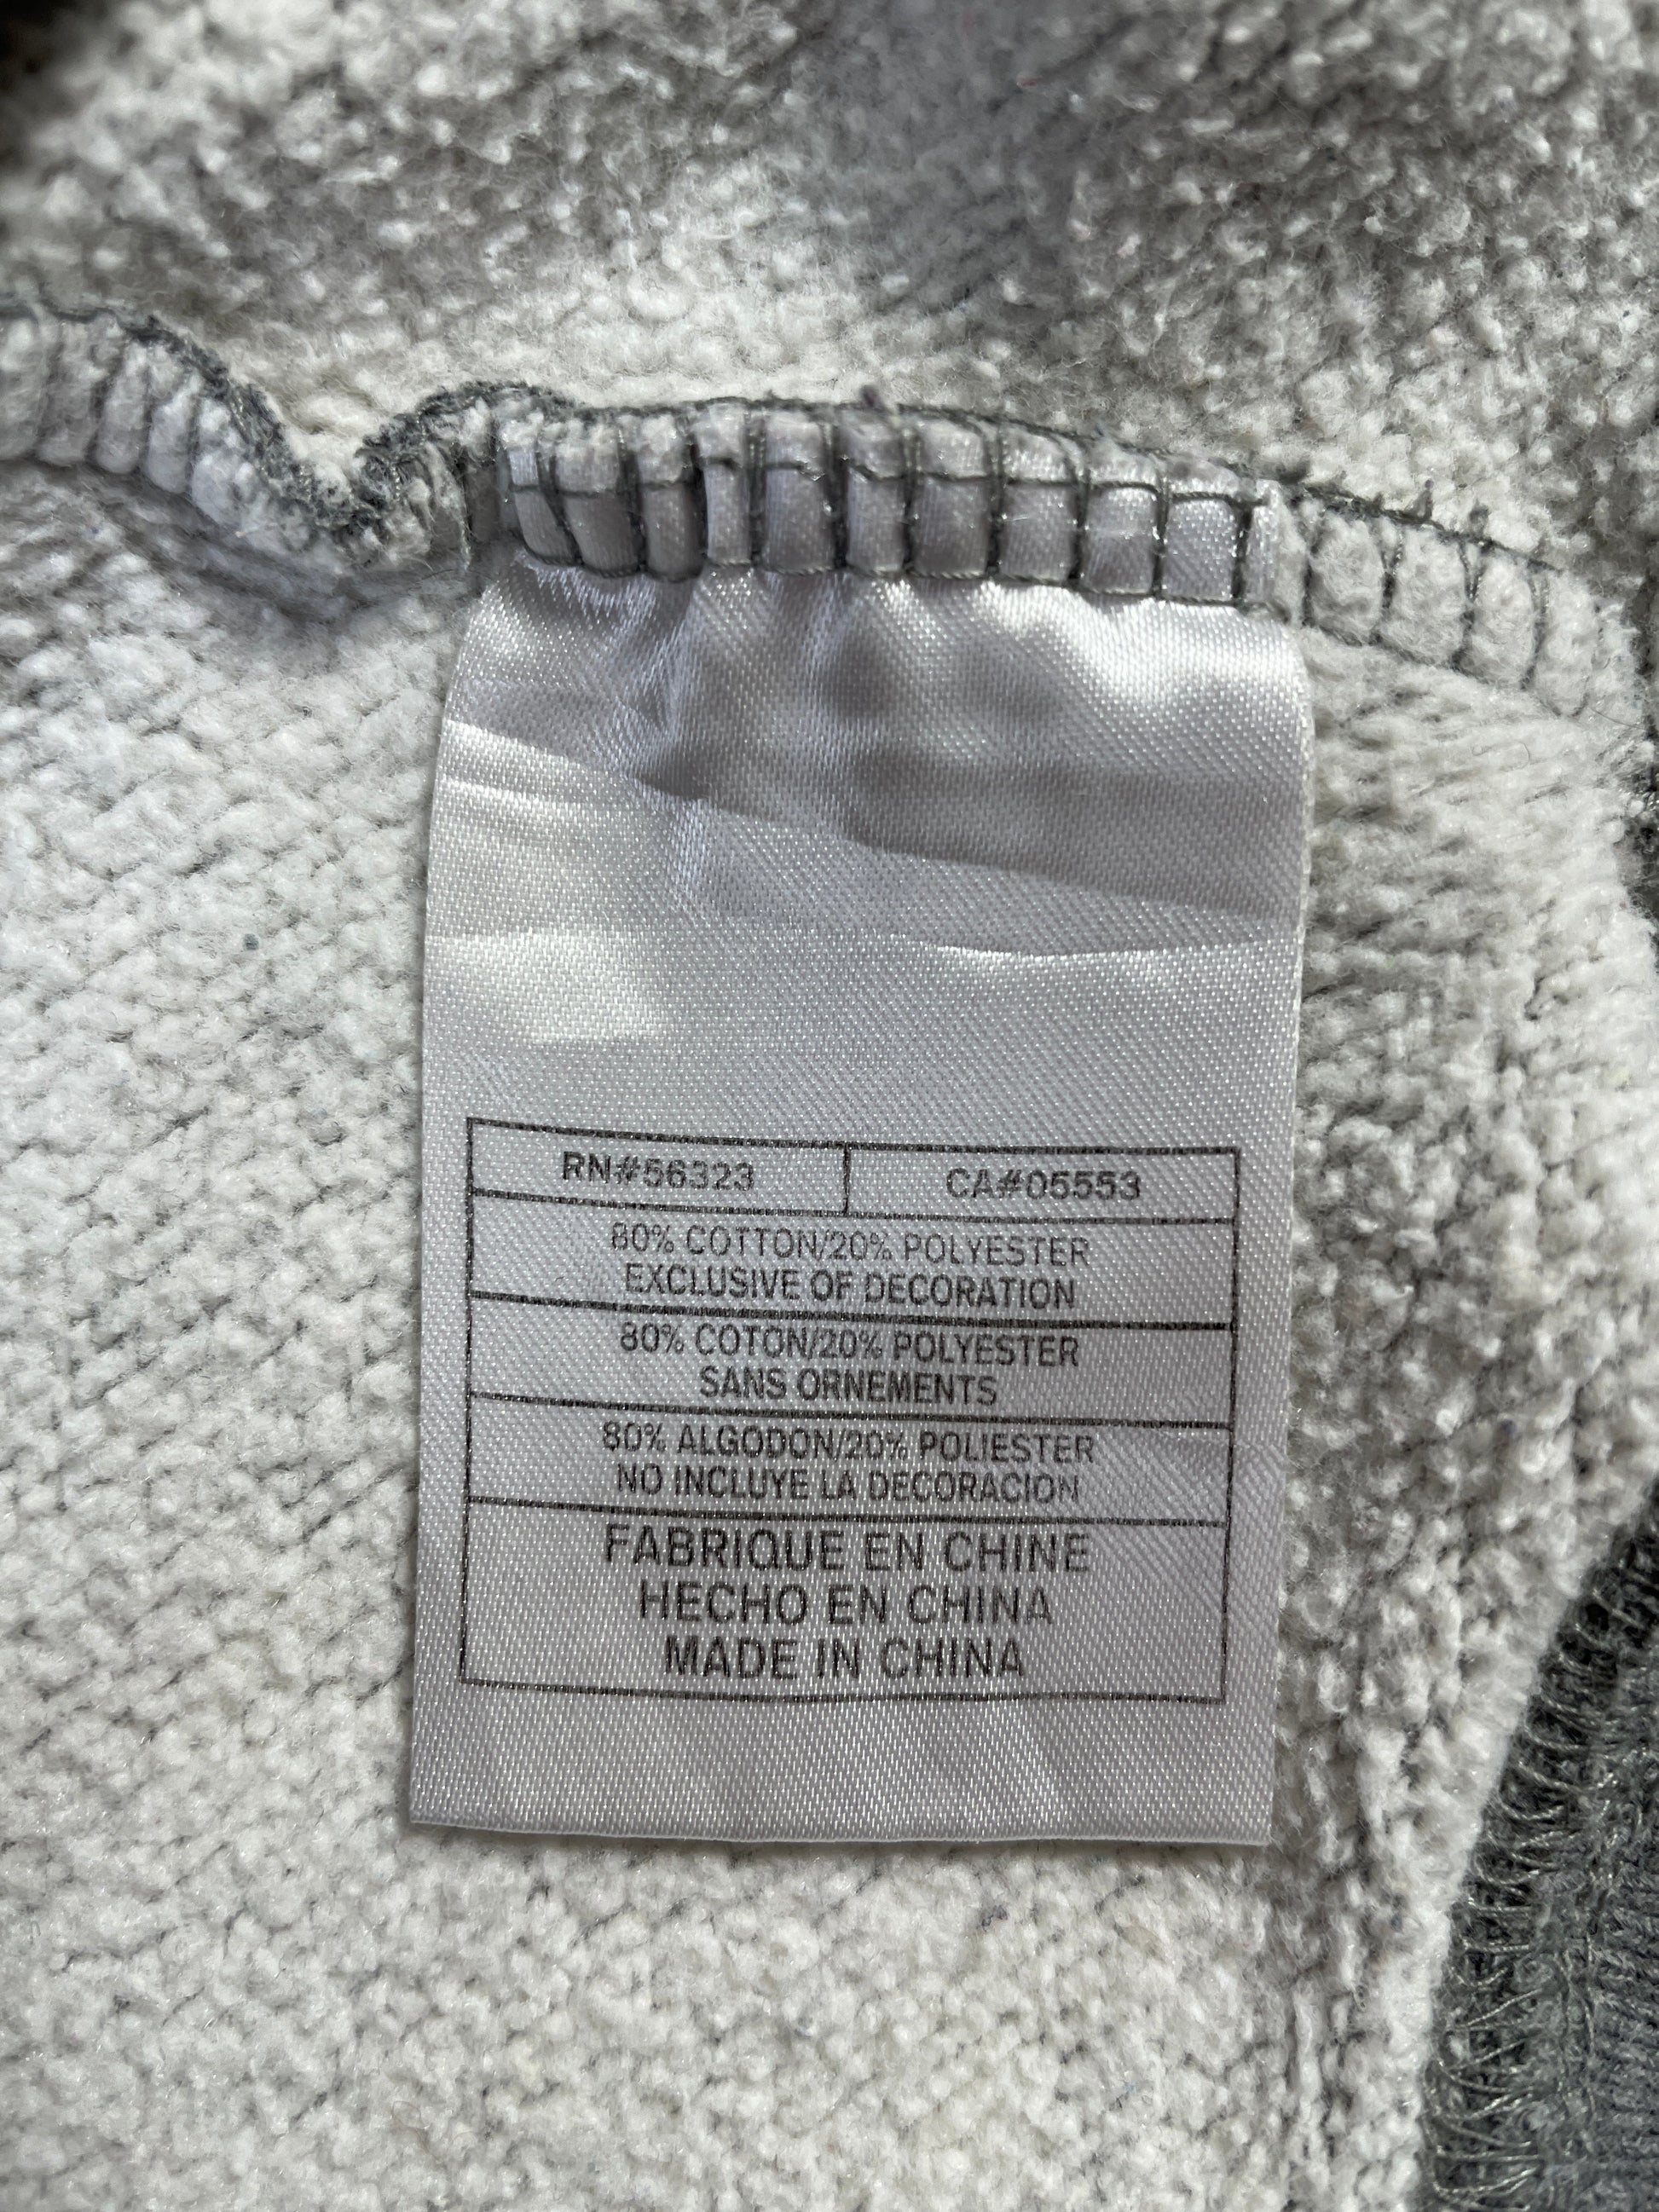 RN#56323 CA#05553
80% COTTON/20% POLYESTER
EXCLUSIVE OF DECORATION
80% COTON/20% POLYESTER
SANS ORNEMENTS
80% ALGODON/20% POLIESTER
NO INCLUYE LA DECORACION
FABRIQUE EN CHINE
HECHO EN CHINA
MADE IN CHINA